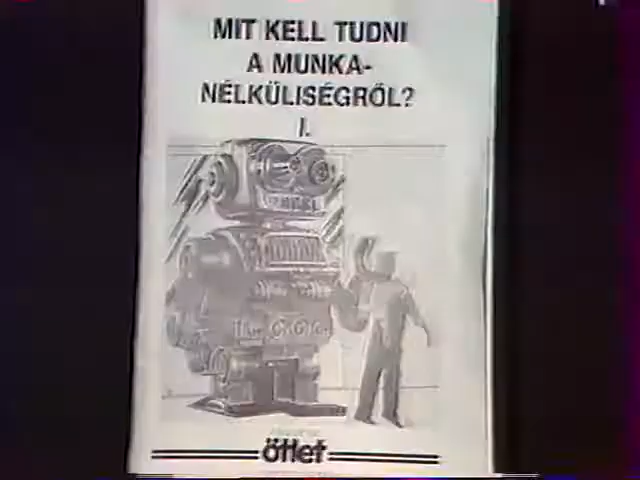 MIT KELL TUDNI
A MUNKA-
NÉLKÜLISÉGRŐL?
I.
ötlet